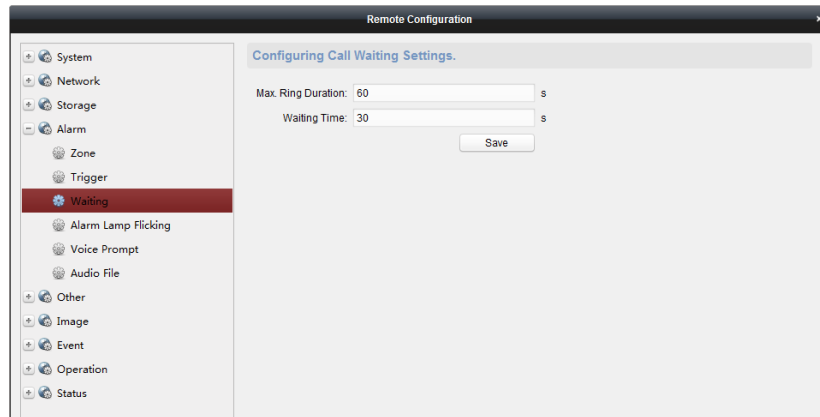 Remote Configuration
System
Network
Storage
Alarm
Zone
Trigger
Waiting
Alarm Lamp Flicking
Voice Prompt
Audio File
Other
Image
Event
Operation
Status
Configuring Call Waiting Settings.
Max. Ring Duration: 60 s
Waiting Time: 30 s
Save